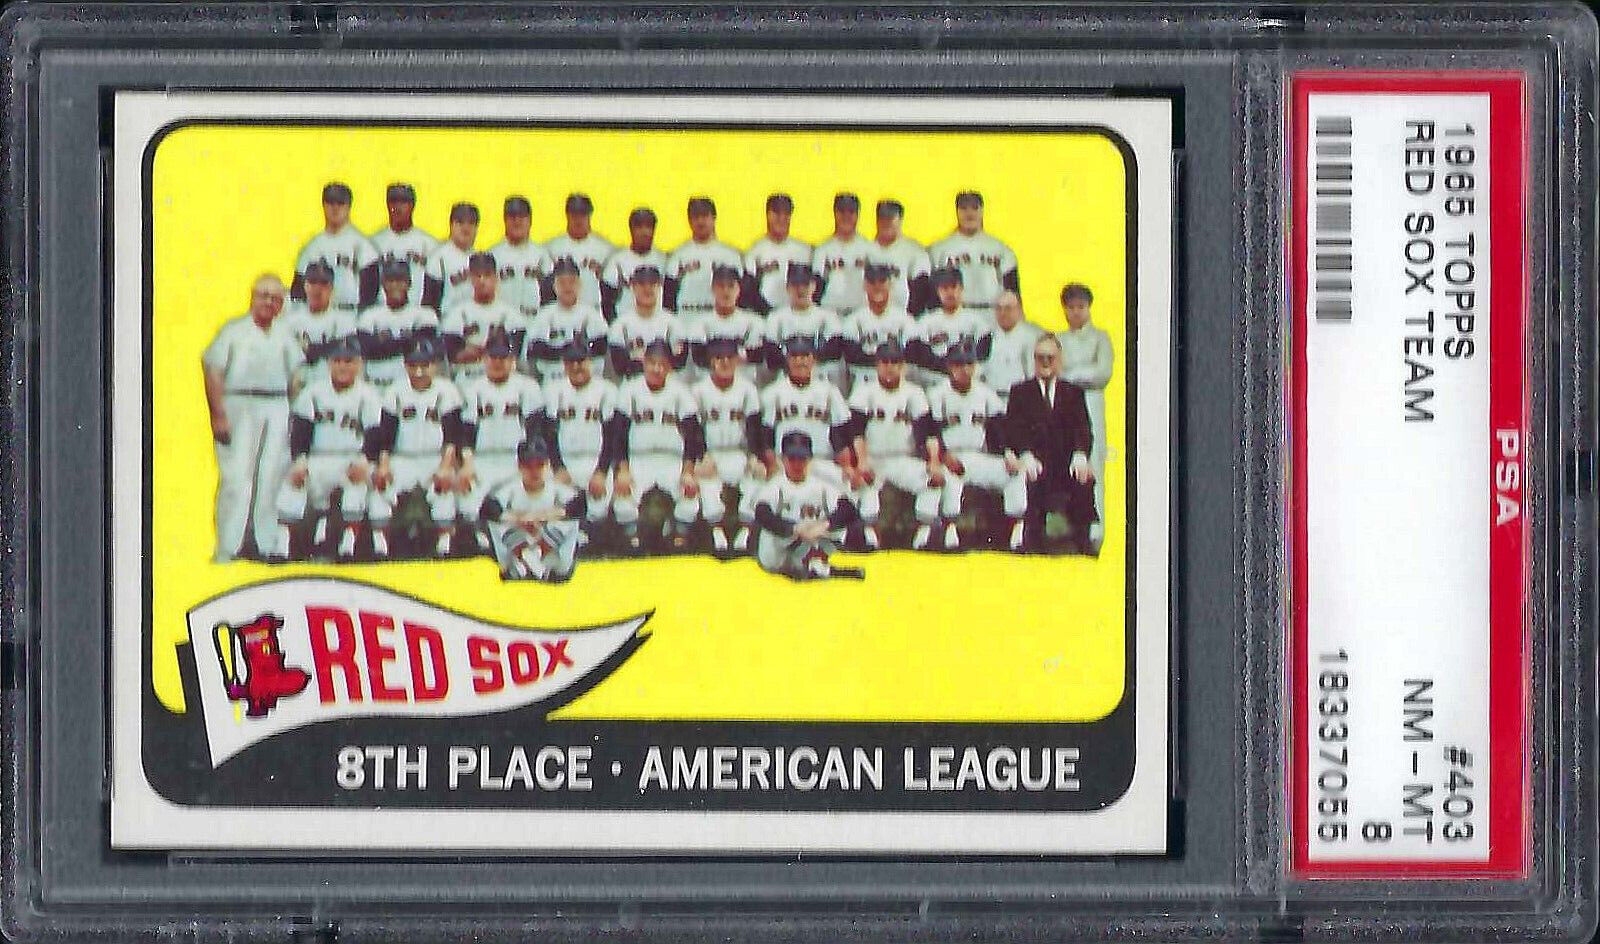 RED SOX
8TH PLACE · AMERICAN LEAGUE
PSA
1965 TOPPS #403
RED SOX TEAM NM-MT
8
18337055